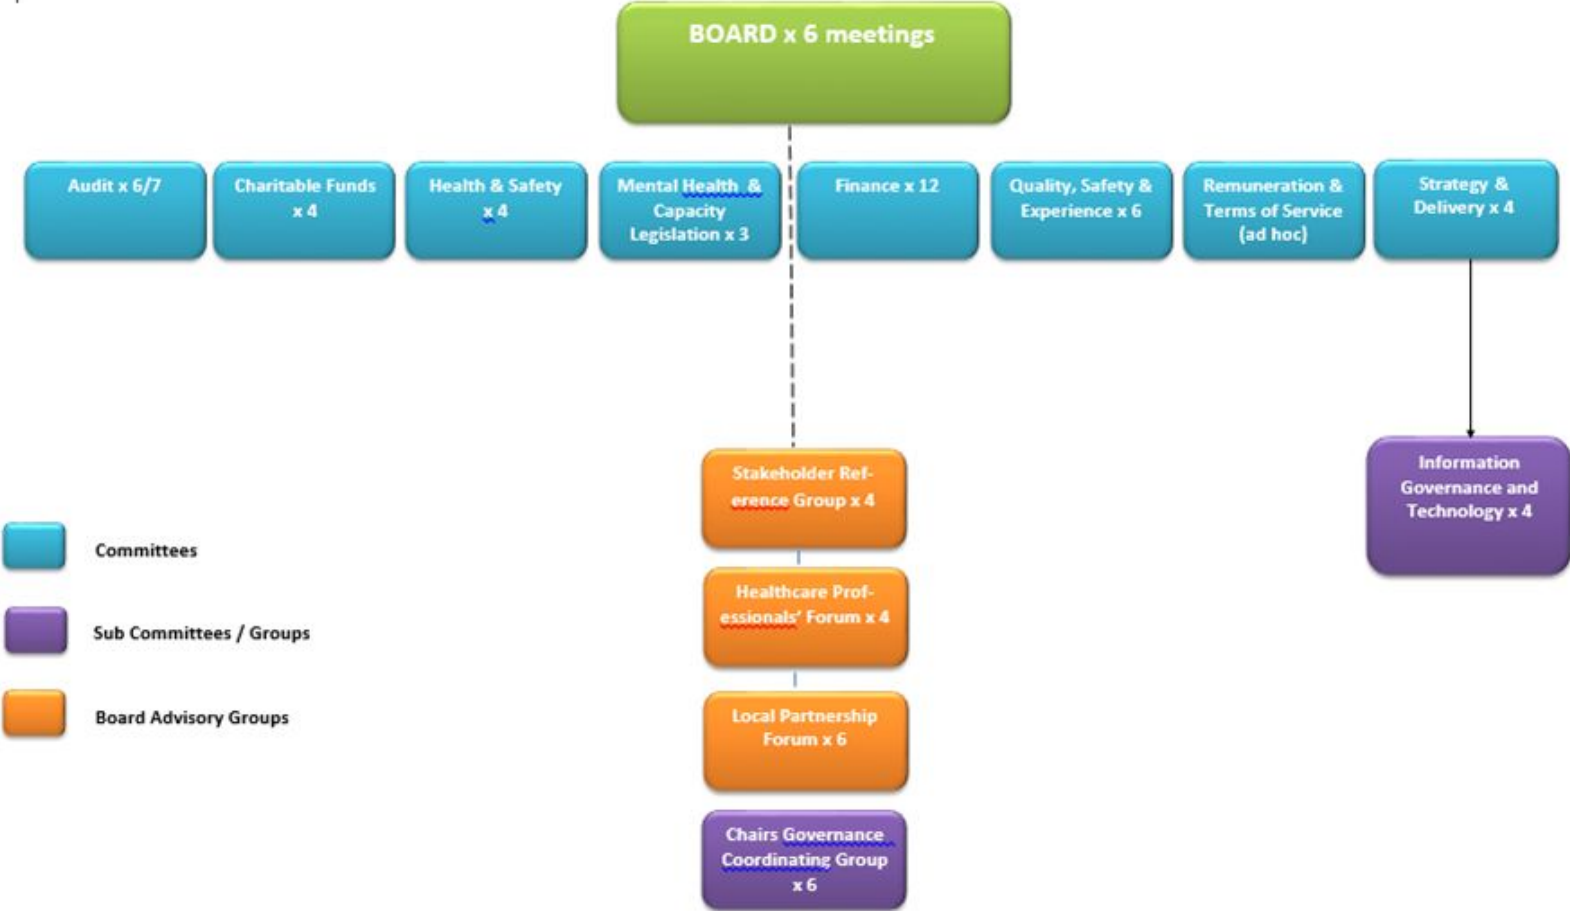 BOARD x 6 meetings
Audit x 6/7
Charitable Funds
x 4
Health & Safety
x 4
Mental Health &
Capacity
Legislation x 3
Finance x 12
Quality, Safety &
Experience x 6
Remuneration &
Terms of Service
(ad hoc)
Strategy &
Delivery x 4
Stakeholder Ref-
erence Group x 4
Information
Governance and
Technology x 4
Healthcare Prof-
essionals' Forum x 4
Local Partnership
Forum x 6
Chairs Governance
Coordinating Group
x 6
Committees
Sub Committees / Groups
Board Advisory Groups